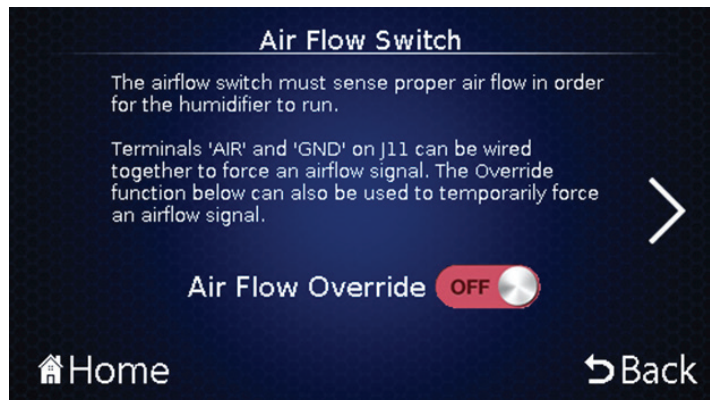 Air Flow Switch
The airflow switch must sense proper air flow in order
for the humidifier to run.
Terminals 'AIR' and 'GND' on J11 can be wired
together to force an airflow signal. The Override
function below can also be used to temporarily force
an airflow signal.
Air Flow Override OFF
Home
Back